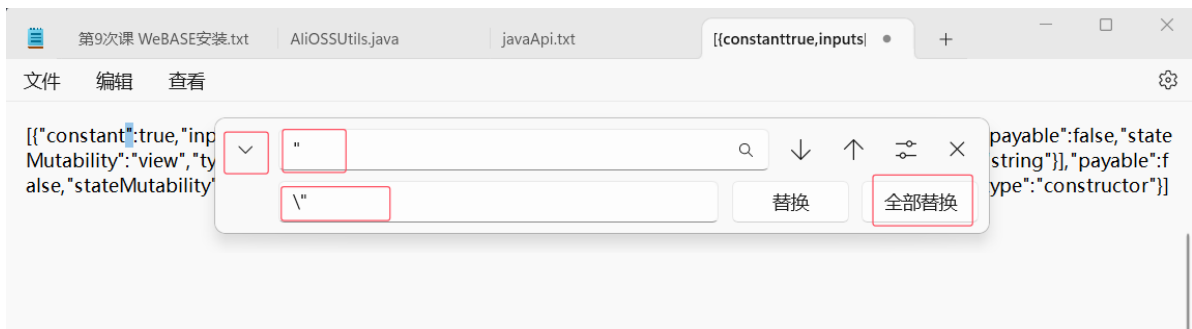 第9次课 WeBASE安装.txt
AliOSSUtils.java
javaApi.txt
[{constanttrue,inputs|
文件 编辑 查看
[{"constant":true,"inp
payable":false,"state
Mutability":"view","ty
string"}],"payable":f
alse,"stateMutability"
ype":"constructor"}]
"
\"
替换
全部替换